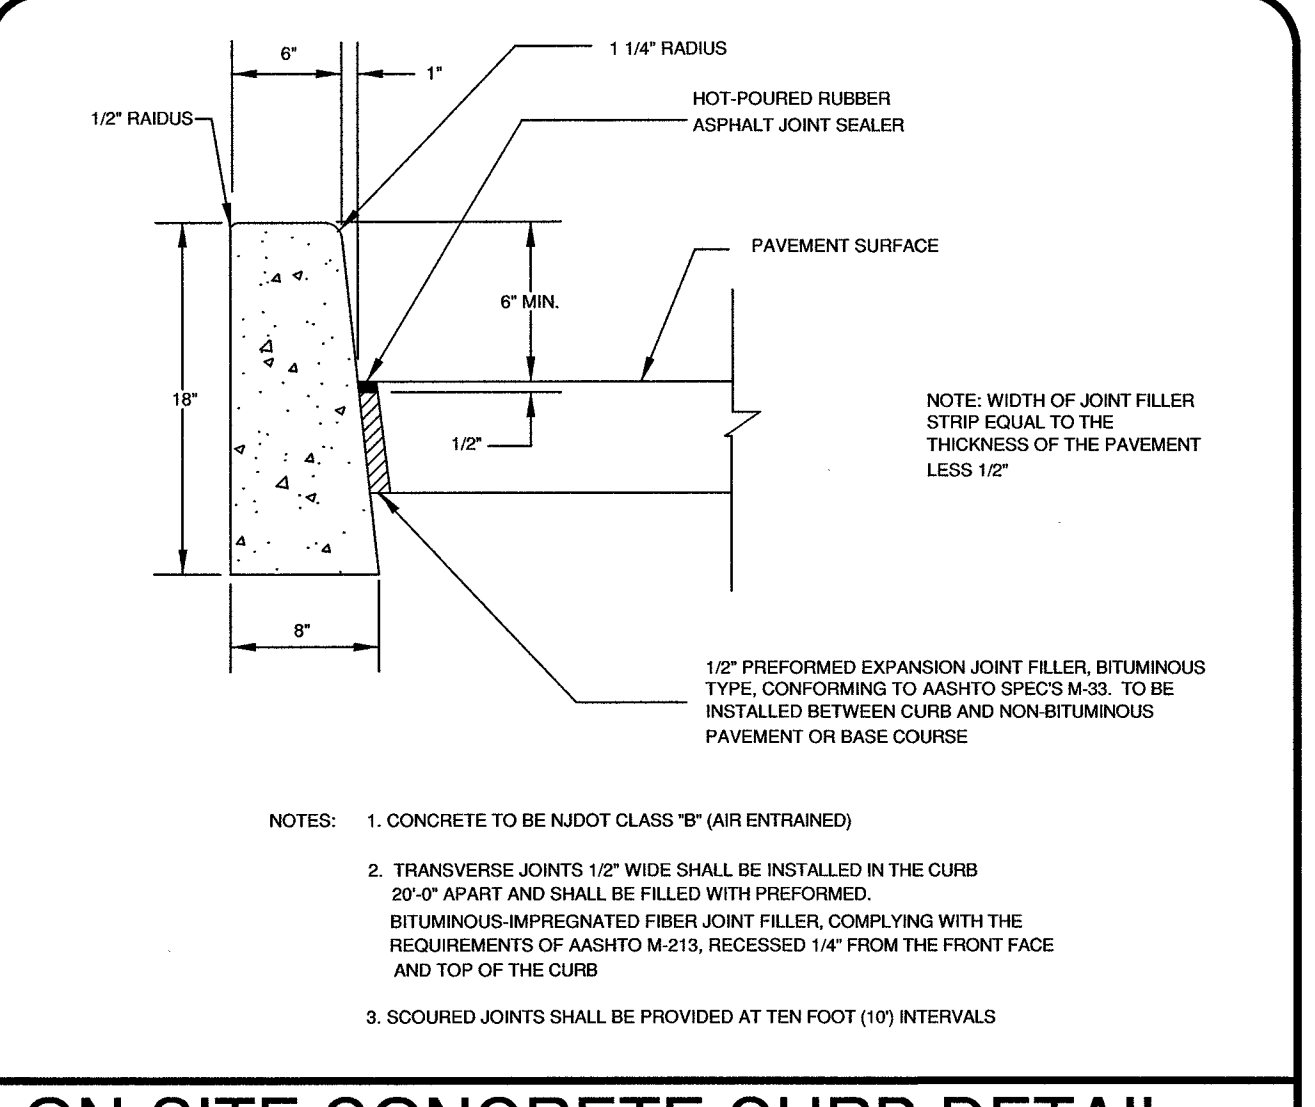 6"
1 1/4" RADIUS
1"
HOT-POURED RUBBER
ASPHALT JOINT SEALER
1/2" RAIDUS
PAVEMENT SURFACE
6" MIN.
18"
NOTE: WIDTH OF JOINT FILLER
STRIP EQUAL TO THE
THICKNESS OF THE PAVEMENT
LESS 1/2"
1/2"
8"
1/2" PREFORMED EXPANSION JOINT FILLER, BITUMINOUS
TYPE, CONFORMING TO AASHTO SPEC'S M-33. TO BE
INSTALLED BETWEEN CURB AND NON-BITUMINOUS
PAVEMENT OR BASE COURSE
NOTES: 1. CONCRETE TO BE NJDOT CLASS "B" (AIR ENTRAINED)
2. TRANSVERSE JOINTS 1/2" WIDE SHALL BE INSTALLED IN THE CURB
20'-0" APART AND SHALL BE FILLED WITH PREFORMED.
BITUMINOUS-IMPREGNATED FIBER JOINT FILLER, COMPLYING WITH THE
REQUIREMENTS OF AASHTO M-213, RECESSED 1/4" FROM THE FRONT FACE
AND TOP OF THE CURB
3. SCOURED JOINTS SHALL BE PROVIDED AT TEN FOOT (10') INTERVALS
ON-SITE CONCRETE CURB DETAIL